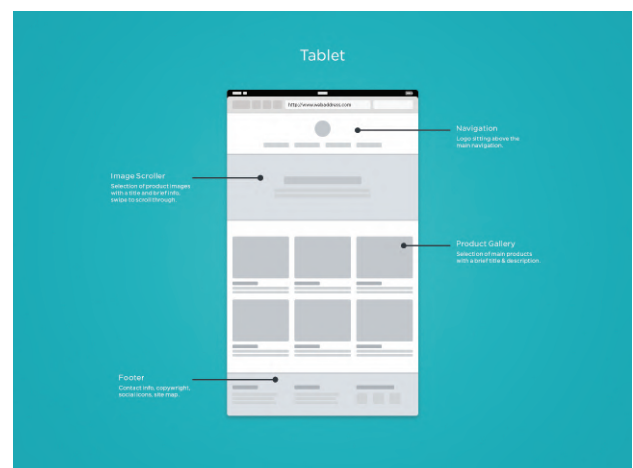 Tablet
http://www.webaddress.com
Navigation
Logo sitting above the
main navigation.
Image Scroller
Selection of product images
with a title and brief info,
swipe to scroll through.
Product Gallery
Selection of main products
with a brief title & description.
Footer
Contact info, copywright,
social icons, site map.